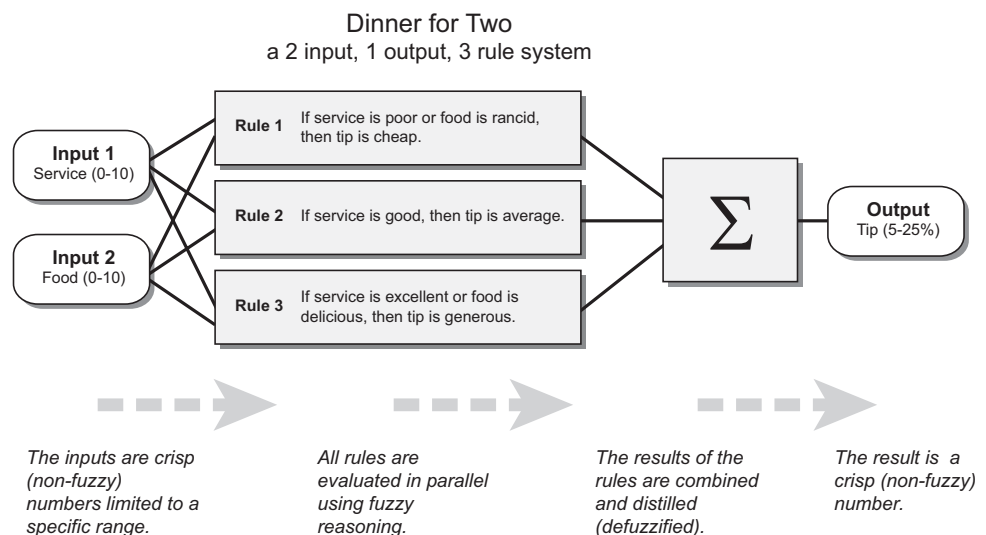 Dinner for Two
a 2 input, 1 output, 3 rule system
Input 1
Service (0-10)
Input 2
Food (0-10)
Rule 1 If service is poor or food is rancid,
then tip is cheap.
Rule 2 If service is good, then tip is average.
Rule 3 If service is excellent or food is
delicious, then tip is generous.
Σ
Output
Tip (5-25%)
The inputs are crisp
(non-fuzzy)
numbers limited to a
specific range.
All rules are
evaluated in parallel
using fuzzy
reasoning.
The results of the
rules are combined
and distilled
(defuzzified).
The result is a
crisp (non-fuzzy)
number.